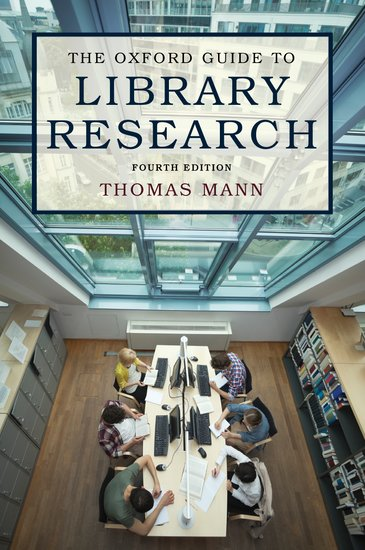 THE OXFORD GUIDE TO
LIBRARY
RESEARCH
FOURTH EDITION
THOMAS MANN